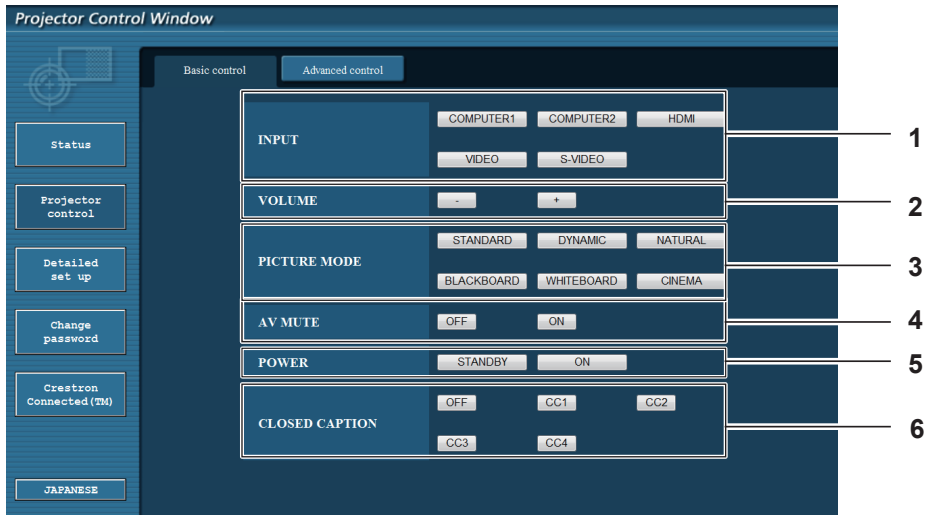 Projector Control Window
Basic control Advanced control
Status
Projector
control
Detailed
set up
Change
password
Crestron
Connected(TM)
JAPANESE
INPUT
COMPUTER1 COMPUTER2 HDMI
VIDEO S-VIDEO
1
VOLUME - +
2
PICTURE MODE
STANDARD DYNAMIC NATURAL
BLACKBOARD WHITEBOARD CINEMA
3
AV MUTE OFF ON
4
POWER STANDBY ON
5
CLOSED CAPTION
OFF CC1 CC2
CC3 CC4
6